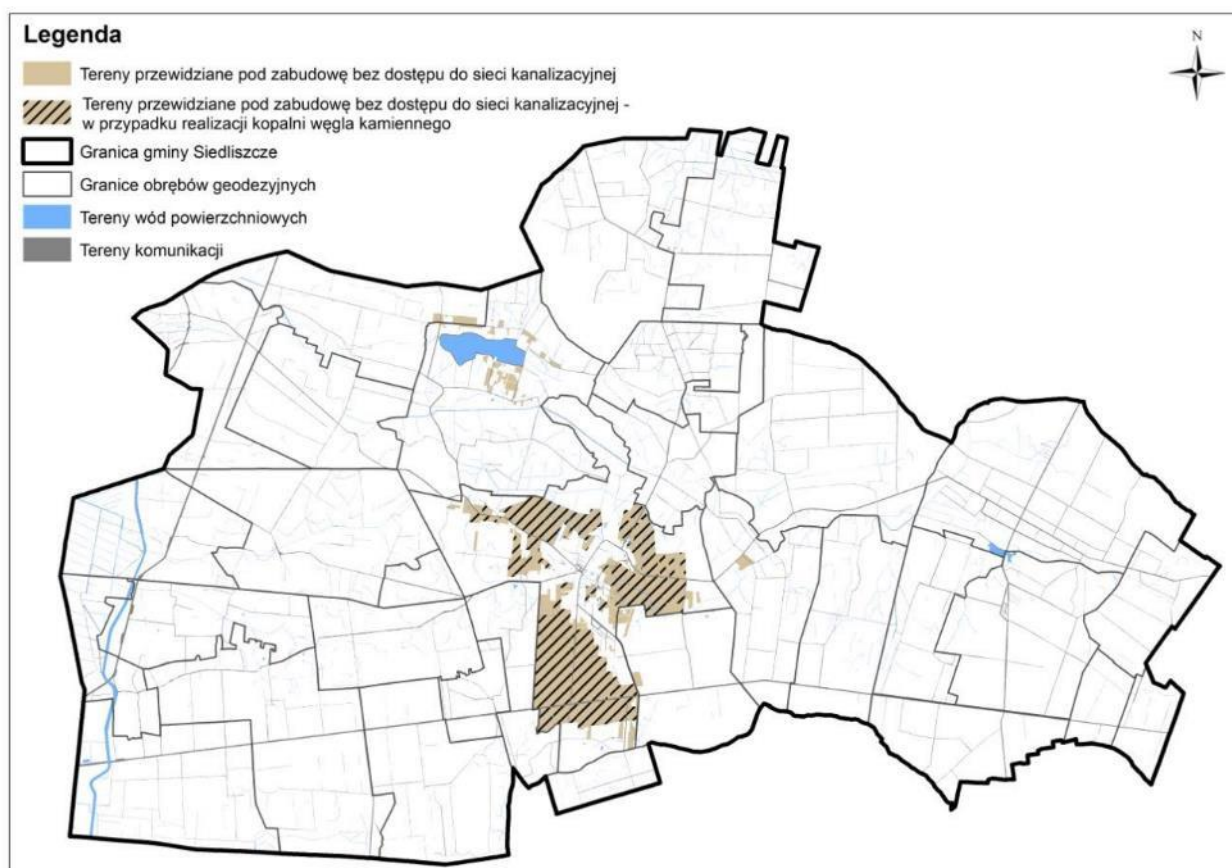 Legenda
N
Tereny przewidziane pod zabudowę bez dostępu do sieci kanalizacyjnej
Tereny przewidziane pod zabudowę bez dostępu do sieci kanalizacyjnej -
w przypadku realizacji kopalni węgla kamiennego
Granica gminy Siedliszcze
Granice obrębów geodezyjnych
Tereny wód powierzchniowych
Tereny komunikacji